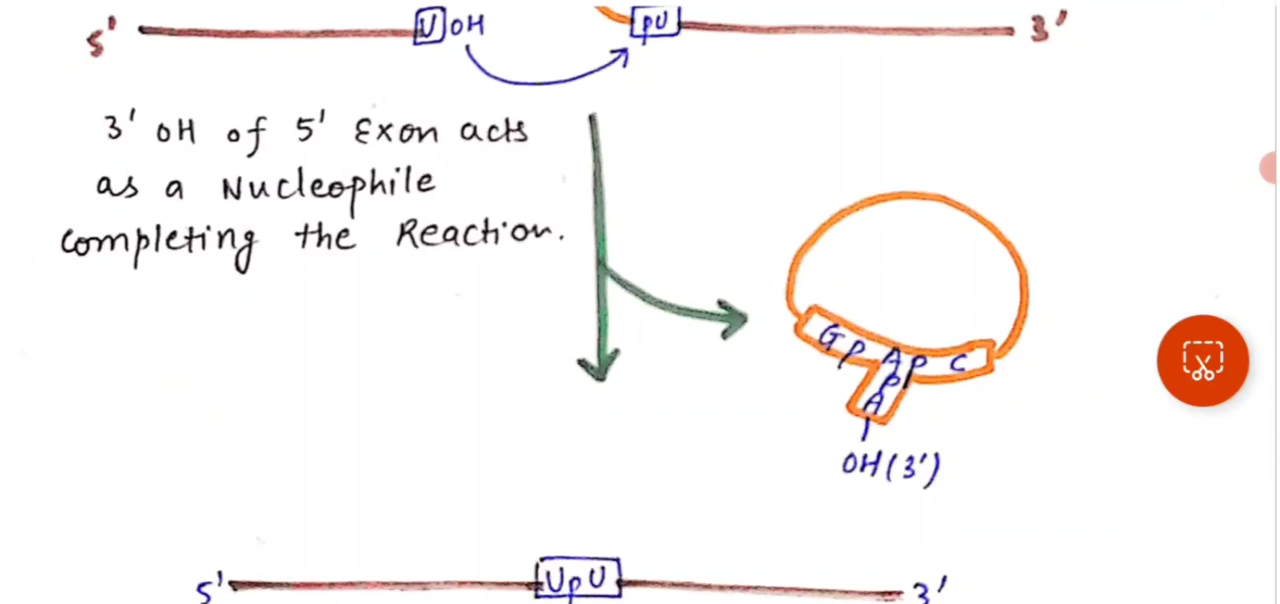 5' U OH pU 3'
3' OH of 5' Exon acts
as a Nucleophile
completing the Reaction.
G p A p C
p
A
OH (3')
5' UpU 3'